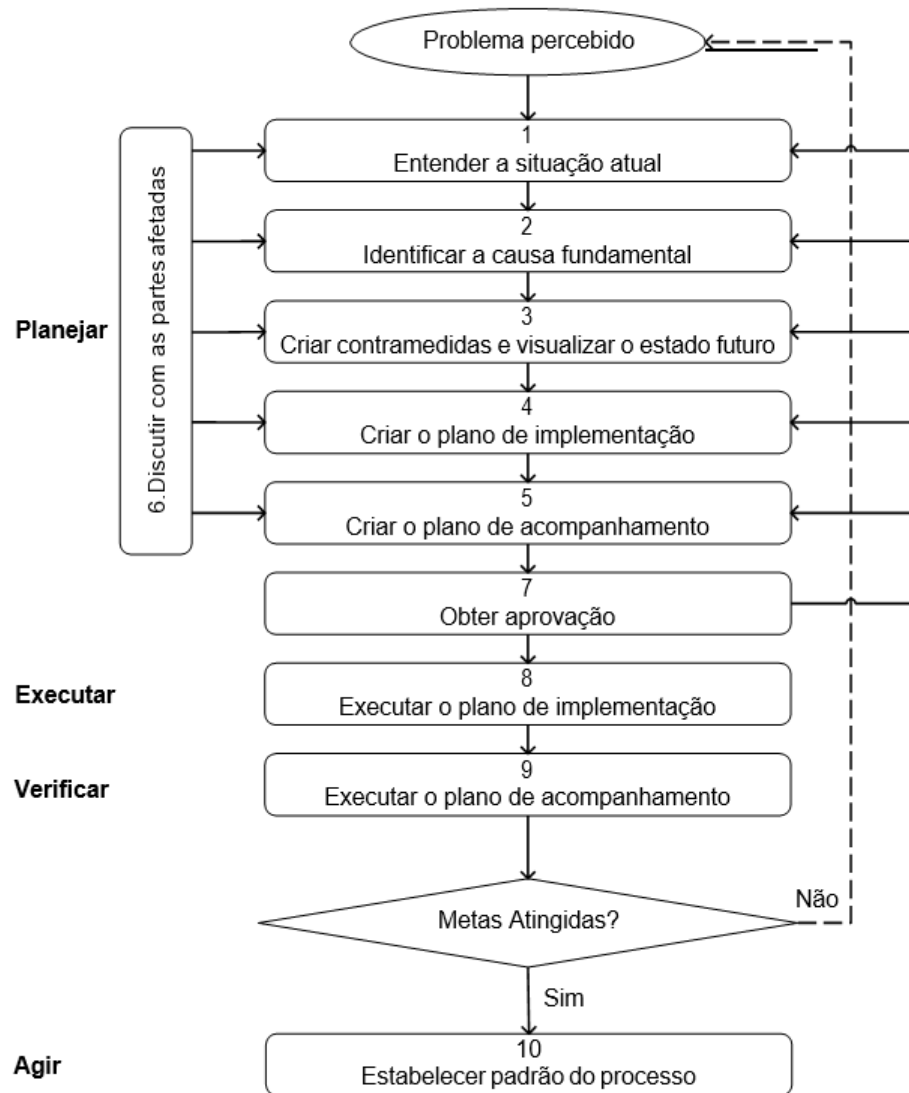 Problema percebido
1
Entender a situação atual
2
Identificar a causa fundamental
Planejar
6.Discutir com as partes afetadas
3
Criar contramedidas e visualizar o estado futuro
4
Criar o plano de implementação
5
Criar o plano de acompanhamento
7
Obter aprovação
Executar
8
Executar o plano de implementação
Verificar
9
Executar o plano de acompanhamento
Metas Atingidas?
Não
Sim
Agir
10
Estabelecer padrão do processo